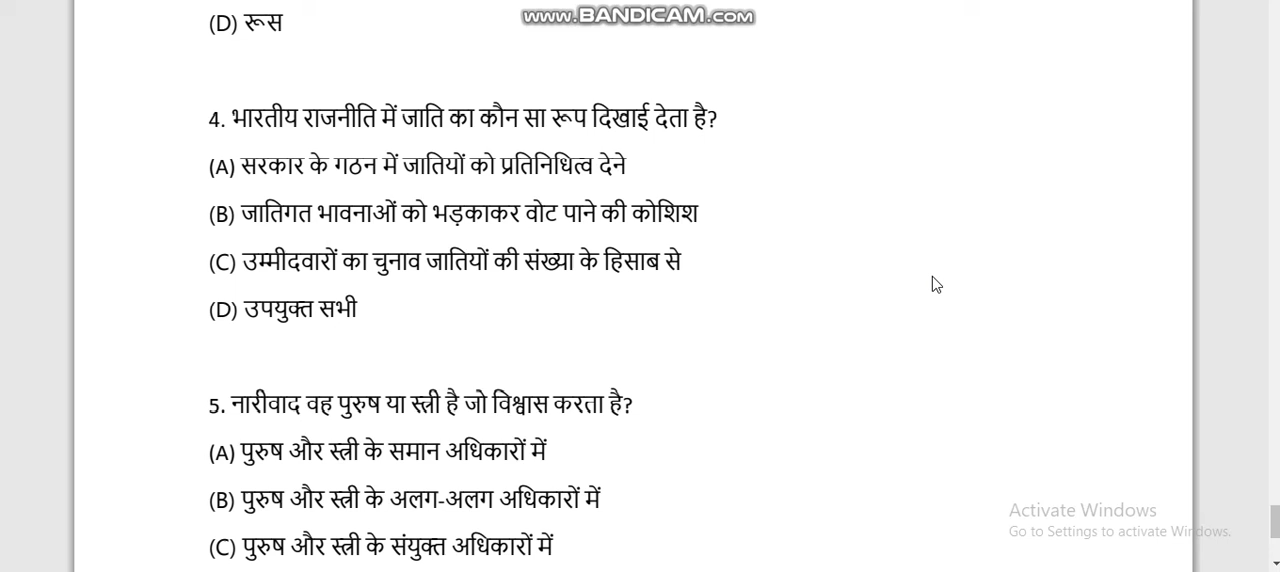 www.BANDICAM.com
(D) रूस
4. भारतीय राजनीति में जाति का कौन सा रूप दिखाई देता है?
(A) सरकार के गठन में जातियों को प्रतिनिधित्व देने
(B) जातिगत भावनाओं को भड़काकर वोट पाने की कोशिश
(C) उम्मीदवारों का चुनाव जातियों की संख्या के हिसाब से
(D) उपयुक्त सभी
5. नारीवाद वह पुरुष या स्त्री है जो विश्वास करता है?
(A) पुरुष और स्त्री के समान अधिकारों में
(B) पुरुष और स्त्री के अलग-अलग अधिकारों में
(C) पुरुष और स्त्री के संयुक्त अधिकारों में
Activate Windows
Go to Settings to activate Windows.